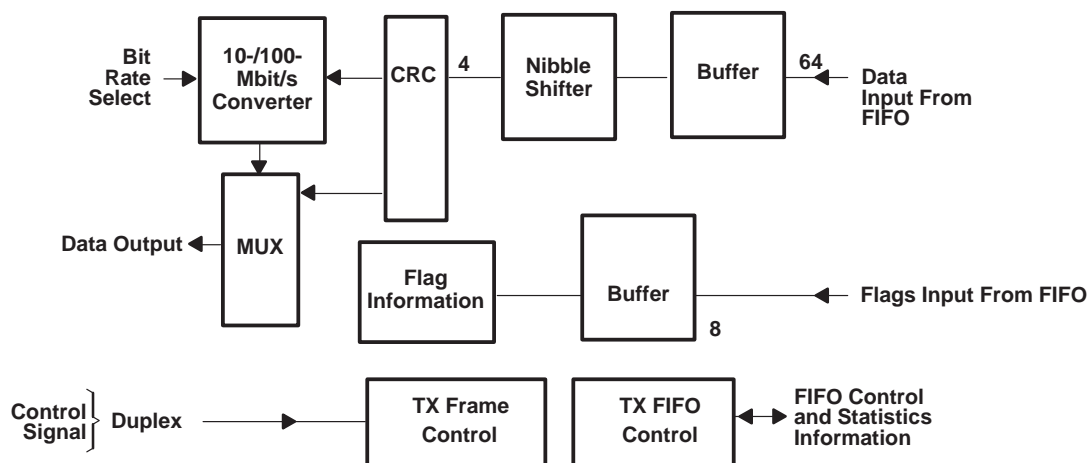 Bit
Rate
Select
10-/100-
Mbit/s
Converter
CRC
4
Nibble
Shifter
Buffer
64
Data
Input From
FIFO
Data Output
MUX
Flag
Information
Buffer
8
Flags Input From FIFO
Control
Signal
Duplex
TX Frame
Control
TX FIFO
Control
FIFO Control
and Statistics
Information